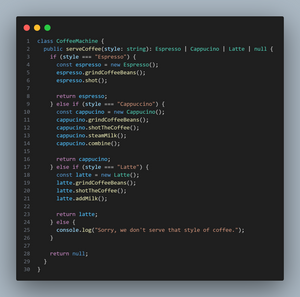 1 class CoffeeMachine {
2 public serveCoffee(style: string): Espresso | Cappucino | Latte | null {
3 if (style === "Espresso") {
4 const espresso = new Espresso();
5 espresso.grindCoffeeBeans();
6 espresso.shot();
7
8 return espresso;
9 } else if (style === "Cappuccino") {
10 const cappucino = new Cappucino();
11 cappucino.grindCoffeeBeans();
12 cappucino.shotTheCoffee();
13 cappucino.steamMilk();
14 cappucino.combine();
15
16 return cappucino;
17 } else if (style === "Latte") {
18 const latte = new Latte();
19 latte.grindCoffeeBeans();
20 latte.shotTheCoffee();
21 latte.addMilk();
22
23 return latte;
24 } else {
25 console.log("Sorry, we don't serve that style of coffee.");
26 }
27
28 return null;
29 }
30 }